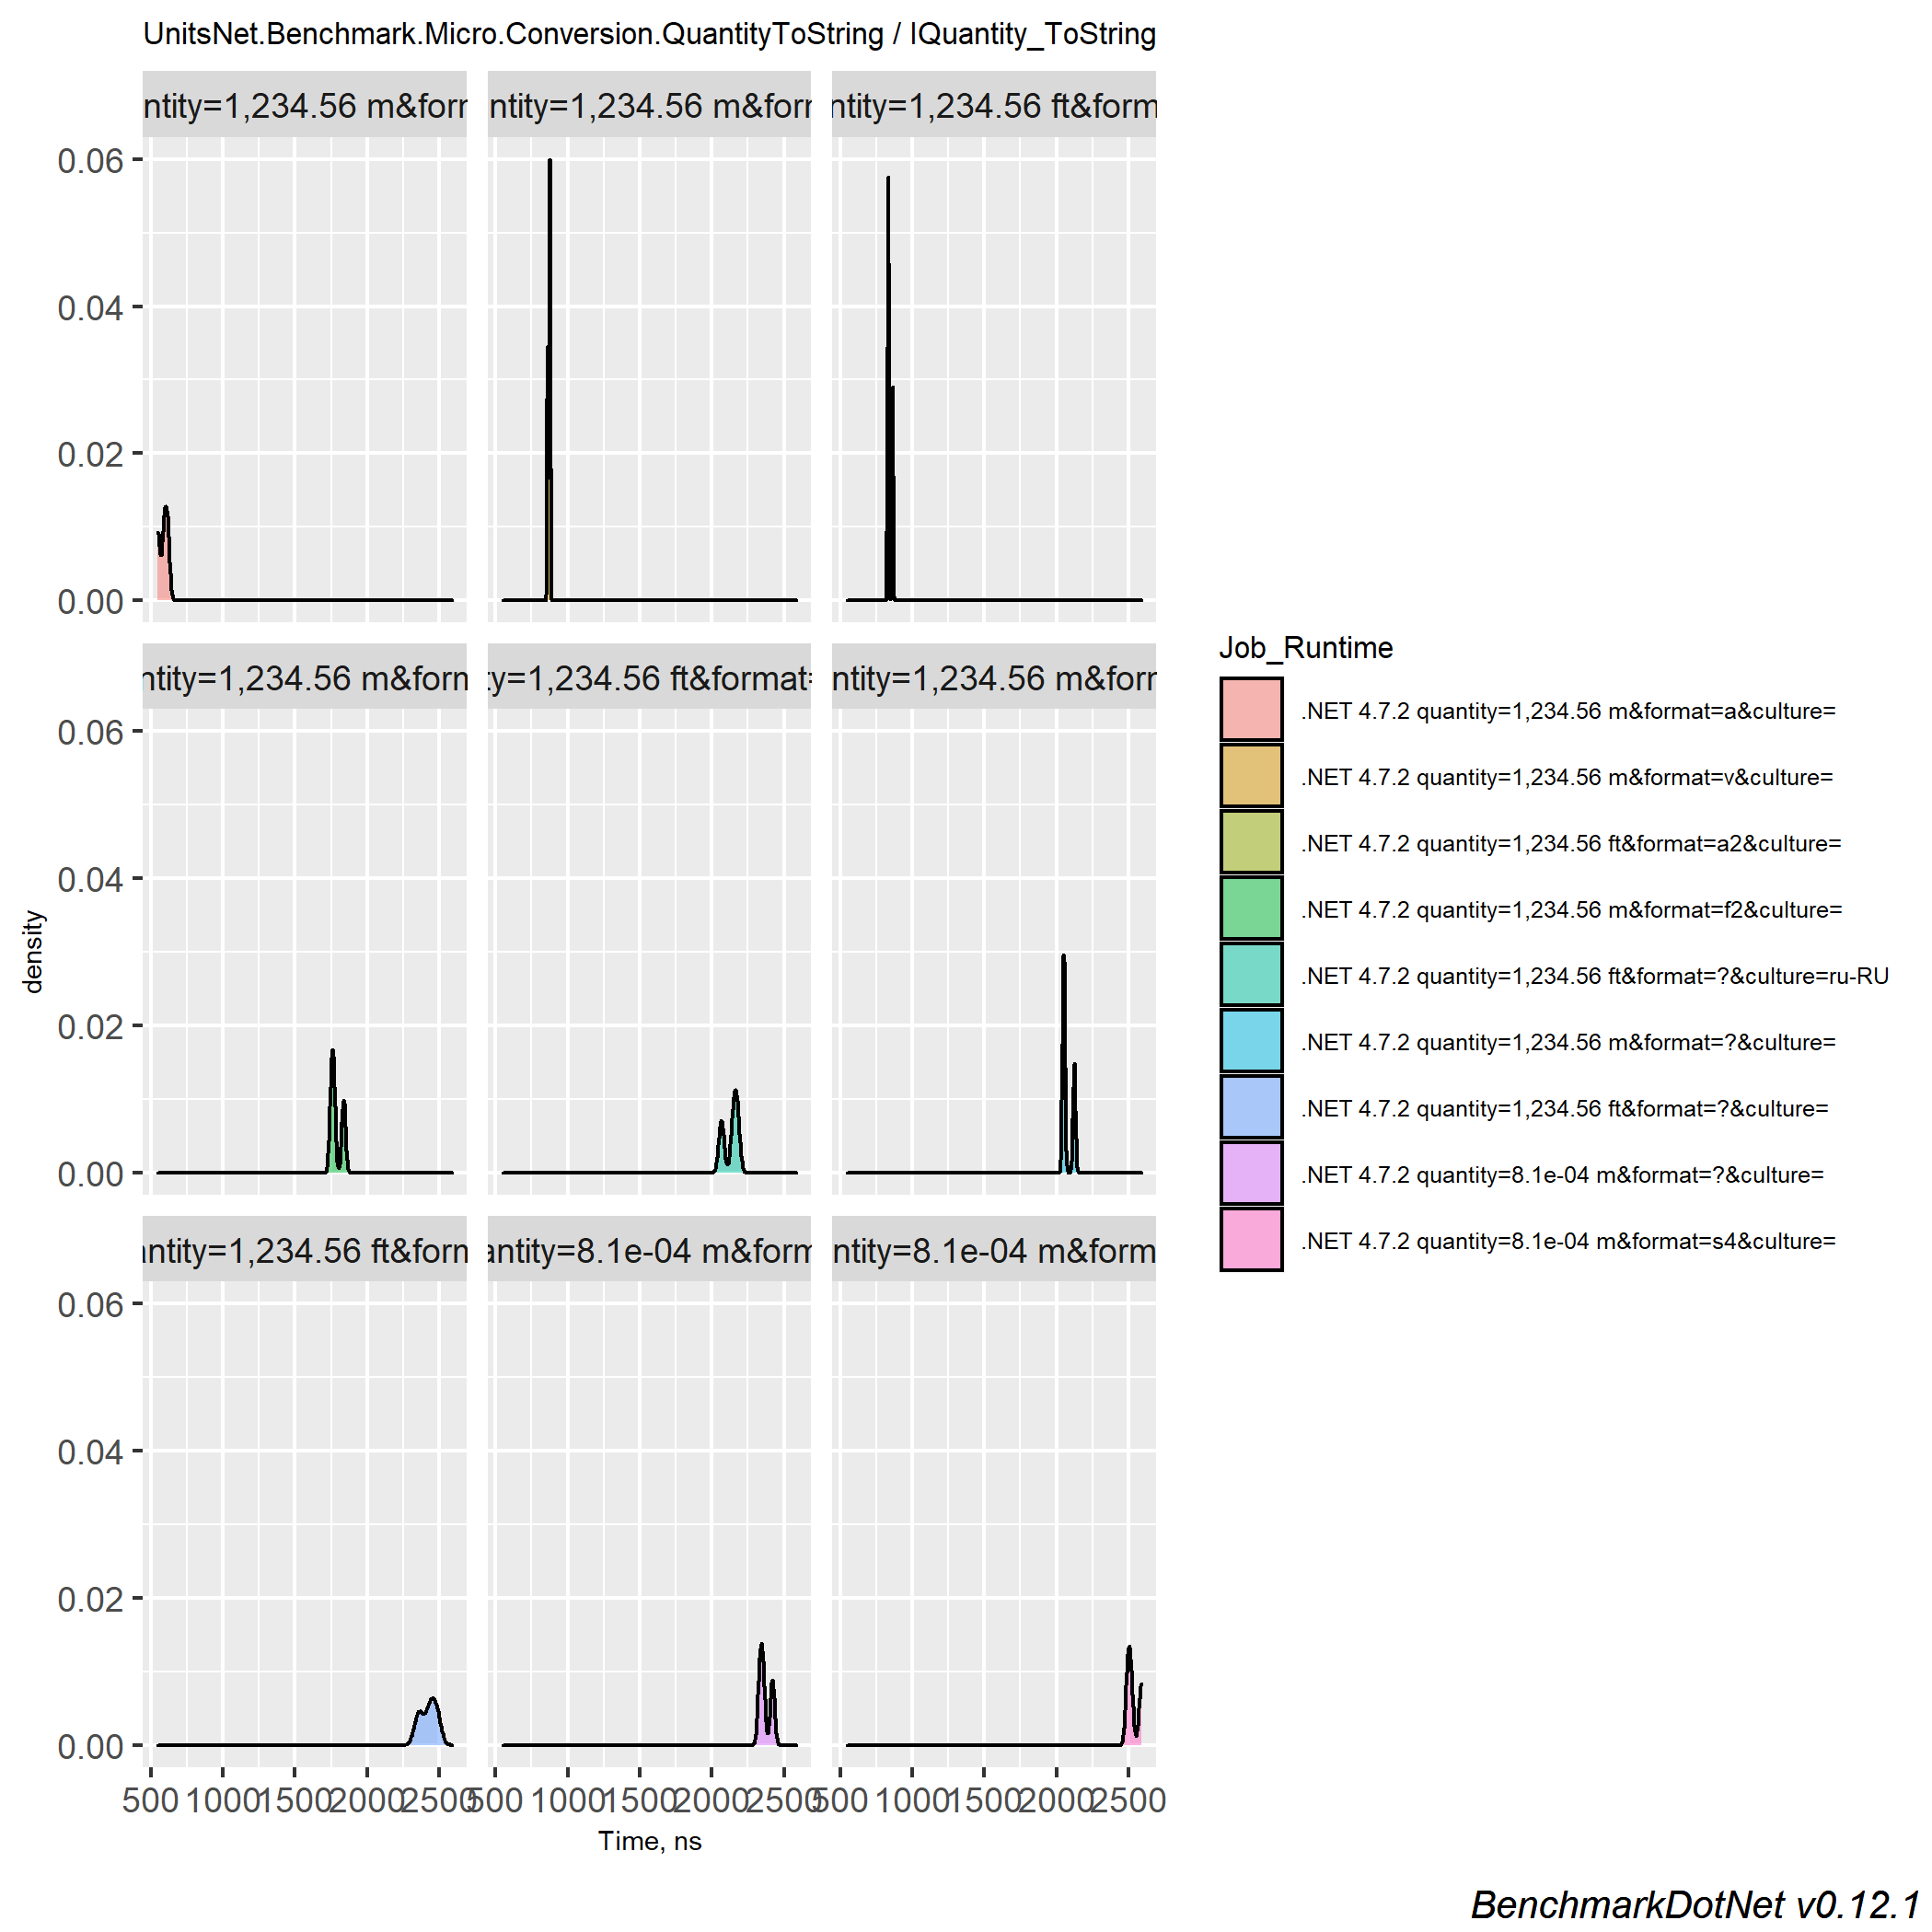 UnitsNet.Benchmark.Micro.Conversion.QuantityToString / IQuantity_ToString
ntity=1,234.56 m&form
ntity=1,234.56 m&form
ntity=1,234.56 ft&form
0.06
0.04
0.02
0.00
ntity=1,234.56 m&form
ty=1,234.56 ft&format=
ntity=1,234.56 m&form
0.06
0.04
0.02
0.00
antity=1,234.56 ft&form
antity=8.1e-04 m&form
ntity=8.1e-04 m&form
0.06
0.04
0.02
0.00
500 1000 1500 2000 2500
500 1000 1500 2000 2500
500 1000 1500 2000 2500
Time, ns
density
Job_Runtime
.NET 4.7.2 quantity=1,234.56 m&format=a&culture=
.NET 4.7.2 quantity=1,234.56 m&format=v&culture=
.NET 4.7.2 quantity=1,234.56 ft&format=a2&culture=
.NET 4.7.2 quantity=1,234.56 m&format=f2&culture=
.NET 4.7.2 quantity=1,234.56 ft&format=?&culture=ru-RU
.NET 4.7.2 quantity=1,234.56 m&format=?&culture=
.NET 4.7.2 quantity=1,234.56 ft&format=?&culture=
.NET 4.7.2 quantity=8.1e-04 m&format=?&culture=
.NET 4.7.2 quantity=8.1e-04 m&format=s4&culture=
BenchmarkDotNet v0.12.1